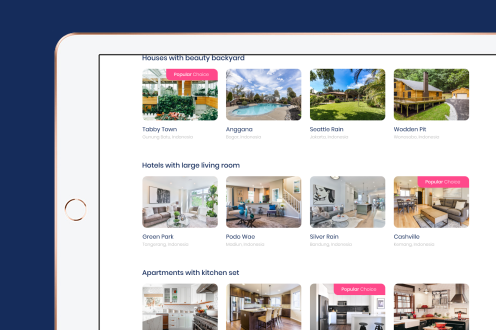 Houses with beauty backyard
Popular Choice
Tabby Town
Gunung Batu, Indonesia
Anggana
Bogor, Indonesia
Seattle Rain
Jakarta, Indonesia
Wodden Pit
Wonosobo, Indonesia
Hotels with large living room
Popular Choice
Green Park
Tangerang, Indonesia
Podo Wae
Madiun, Indonesia
Silver Rain
Bandung, Indonesia
Cashville
Kemang, Indonesia
Apartments with kitchen set
Popular Choice